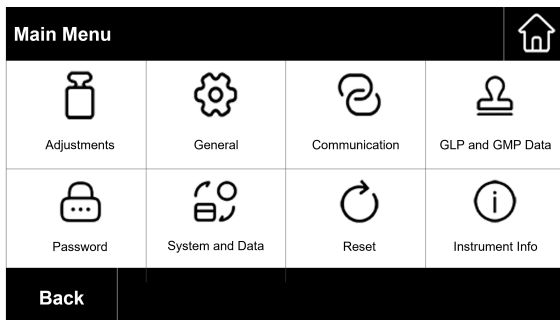 Main Menu
Adjustments
General
Communication
GLP and GMP Data
Password
System and Data
Reset
Instrument Info
Back